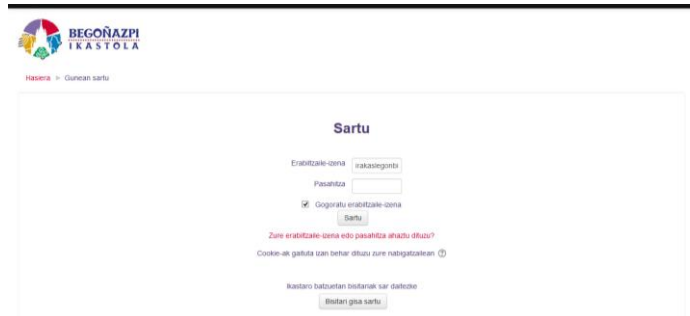 BEGOÑAZPI
IKASTOLA
Hasiera ► Gunean sartu
Sartu
Erabiltzaile-izena irakaslegonbi
Pasahitza
Gogoratu erabiltzaile-izena
Sartu
Zure erabiltzaile-izena edo pasahitza ahaztu dituzu?
Cookie-ak gaituta izan behar dituzu zure nabigatzailean ?
Ikastaro batzuetan bisitariak sar daitezke
Bisitari gisa sartu